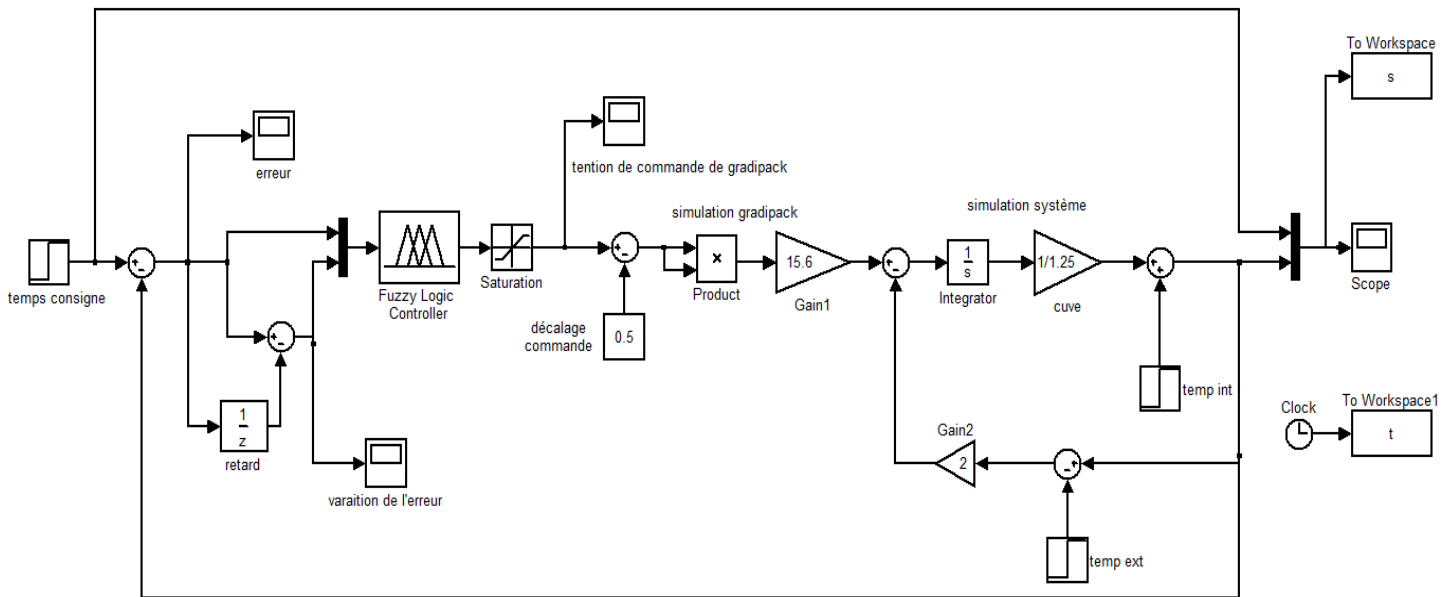 To Workspace
s
erreur
tention de commande de gradipack
simulation gradipack
simulation système
temps consigne
+
-
Fuzzy Logic
Controller
Saturation
+
-
×
Product
15.6
Gain1
+
-
1
s
Integrator
1/1.25
cuve
+
+
Scope
décalage
commande
0.5
+
-
1
z
retard
varaition de l'erreur
temp int
Gain2
2
+
-
temp ext
Clock
To Workspace1
t
+
-